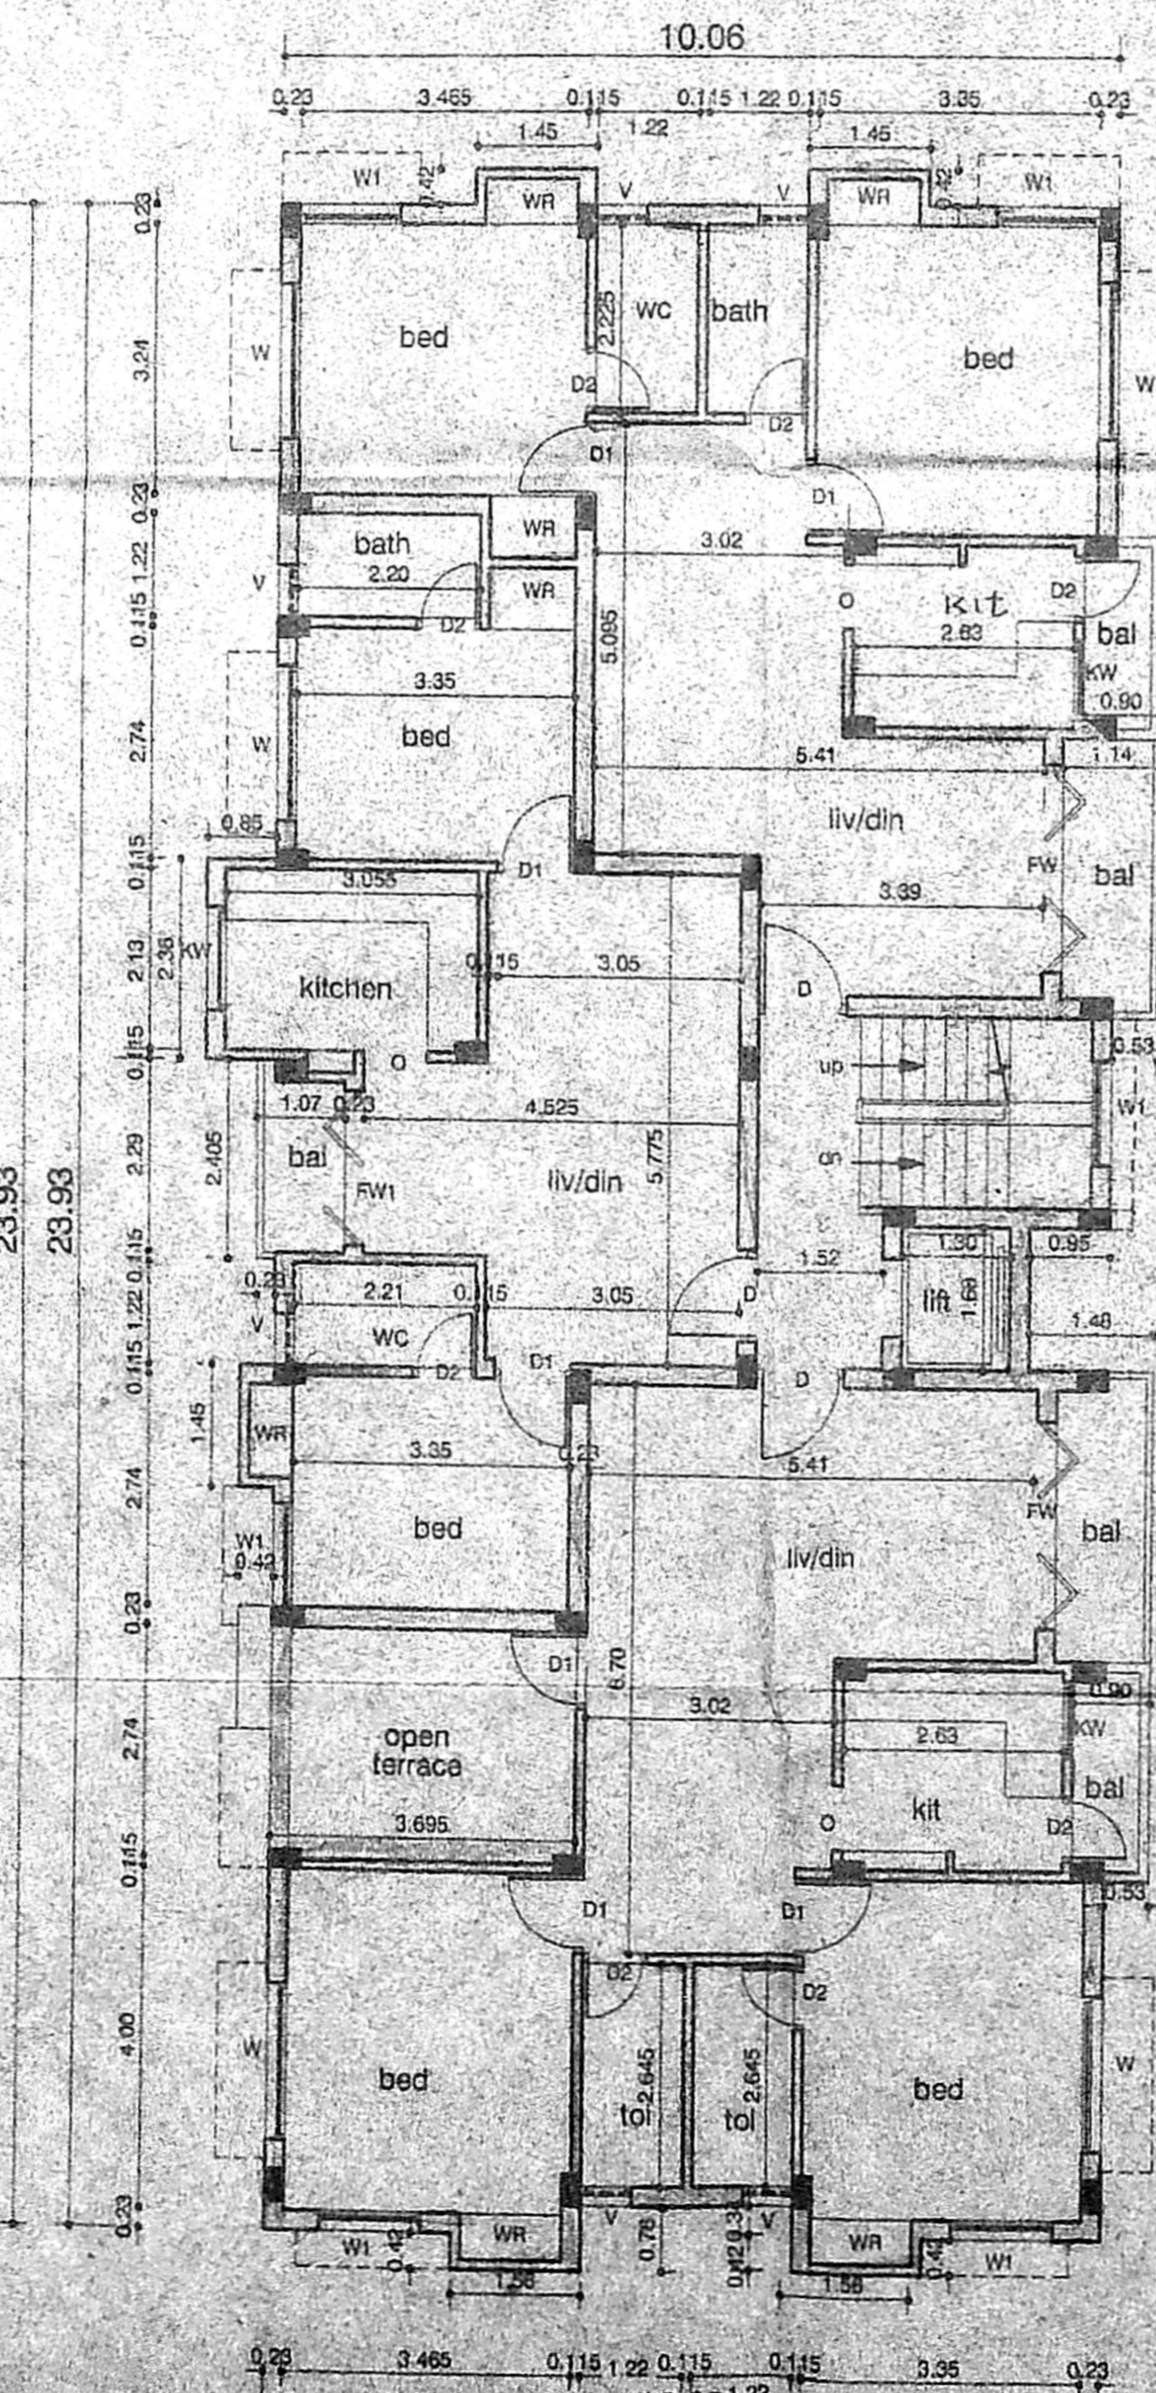 10.06
0.23 3.465 0.115 0.115 1.22 0.115 3.35 0.23
1.45 1.22 1.45
W1 0.42 WR V V WR W1
0.23
bed 2.225 WC bath bed
W 3.24 D2 D2 W
D1 D1
0.23 WR 3.02
bath
2.20
V 1.22 WR O Kit D2
0.115 D2 5.095 2.63 bal
3.35 KW
0.90
W 2.74 bed 5.41 1.14
0.85 liv/din
0.115 D1 FW bal
3.055 3.39
KW 2.13 2.36 0.115 3.05 D
kitchen
0.115 O up 0.53
1.07 0.23 4.525 W1
2.405 2.29 bal liv/din 5.775 dn
FW1
23.93 23.93
0.115 1.52 1.30 0.95
0.23 2.21 0.115 3.05 D lift 1.68
V 1.22 WC 1.48
0.115 D2 D1 D
1.45 WR 3.35 0.23 5.41
2.74 bed FW bal
W1
0.42 liv/din
0.23
D1 6.70 0.90
open 3.02 KW
2.74 terrace 2.63
3.695 kit bal
0.115 O D2
D1 D1 0.53
D2 D2
4.00 W bed 2.645 2.645 bed W
tol tol
0.23 WR V V WR
W1 0.42 0.78 0.42 0.42 W1
1.56 1.56
0.23 3.465 0.115 1.22 0.115 0.115 3.35 0.23